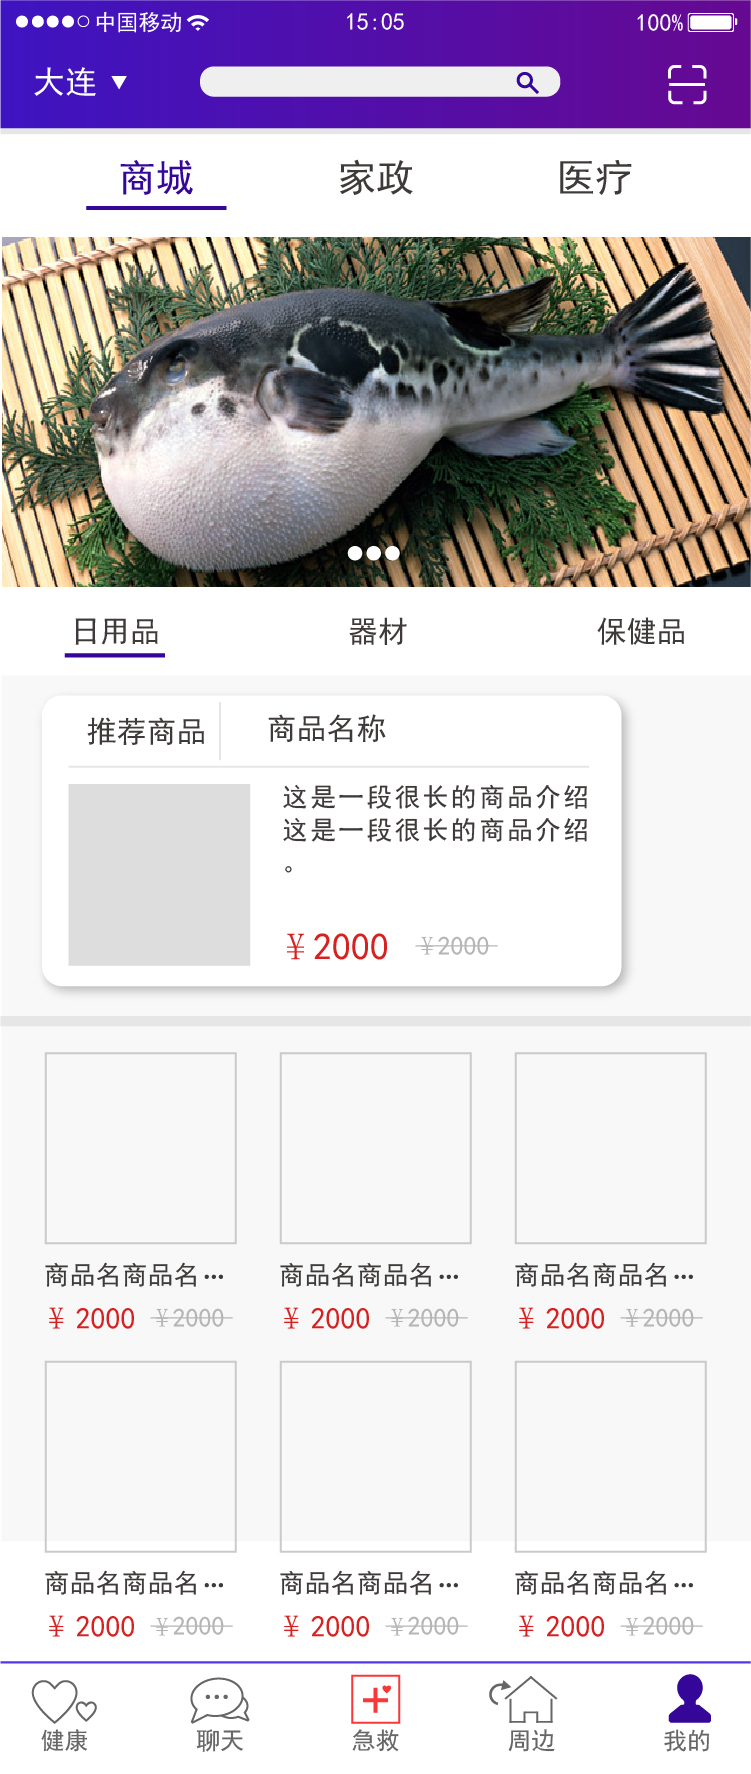 中国移动 15:05 100%
大连
商城 家政 医疗
日用品 器材 保健品
推荐商品 商品名称
这是一段很长的商品介绍
这是一段很长的商品介绍
。
¥2000 ¥2000
商品名商品名… 商品名商品名… 商品名商品名…
¥ 2000 ¥2000 ¥ 2000 ¥2000 ¥ 2000 ¥2000
商品名商品名… 商品名商品名… 商品名商品名…
¥ 2000 ¥2000 ¥ 2000 ¥2000 ¥ 2000 ¥2000
健康 聊天 急救 周边 我的